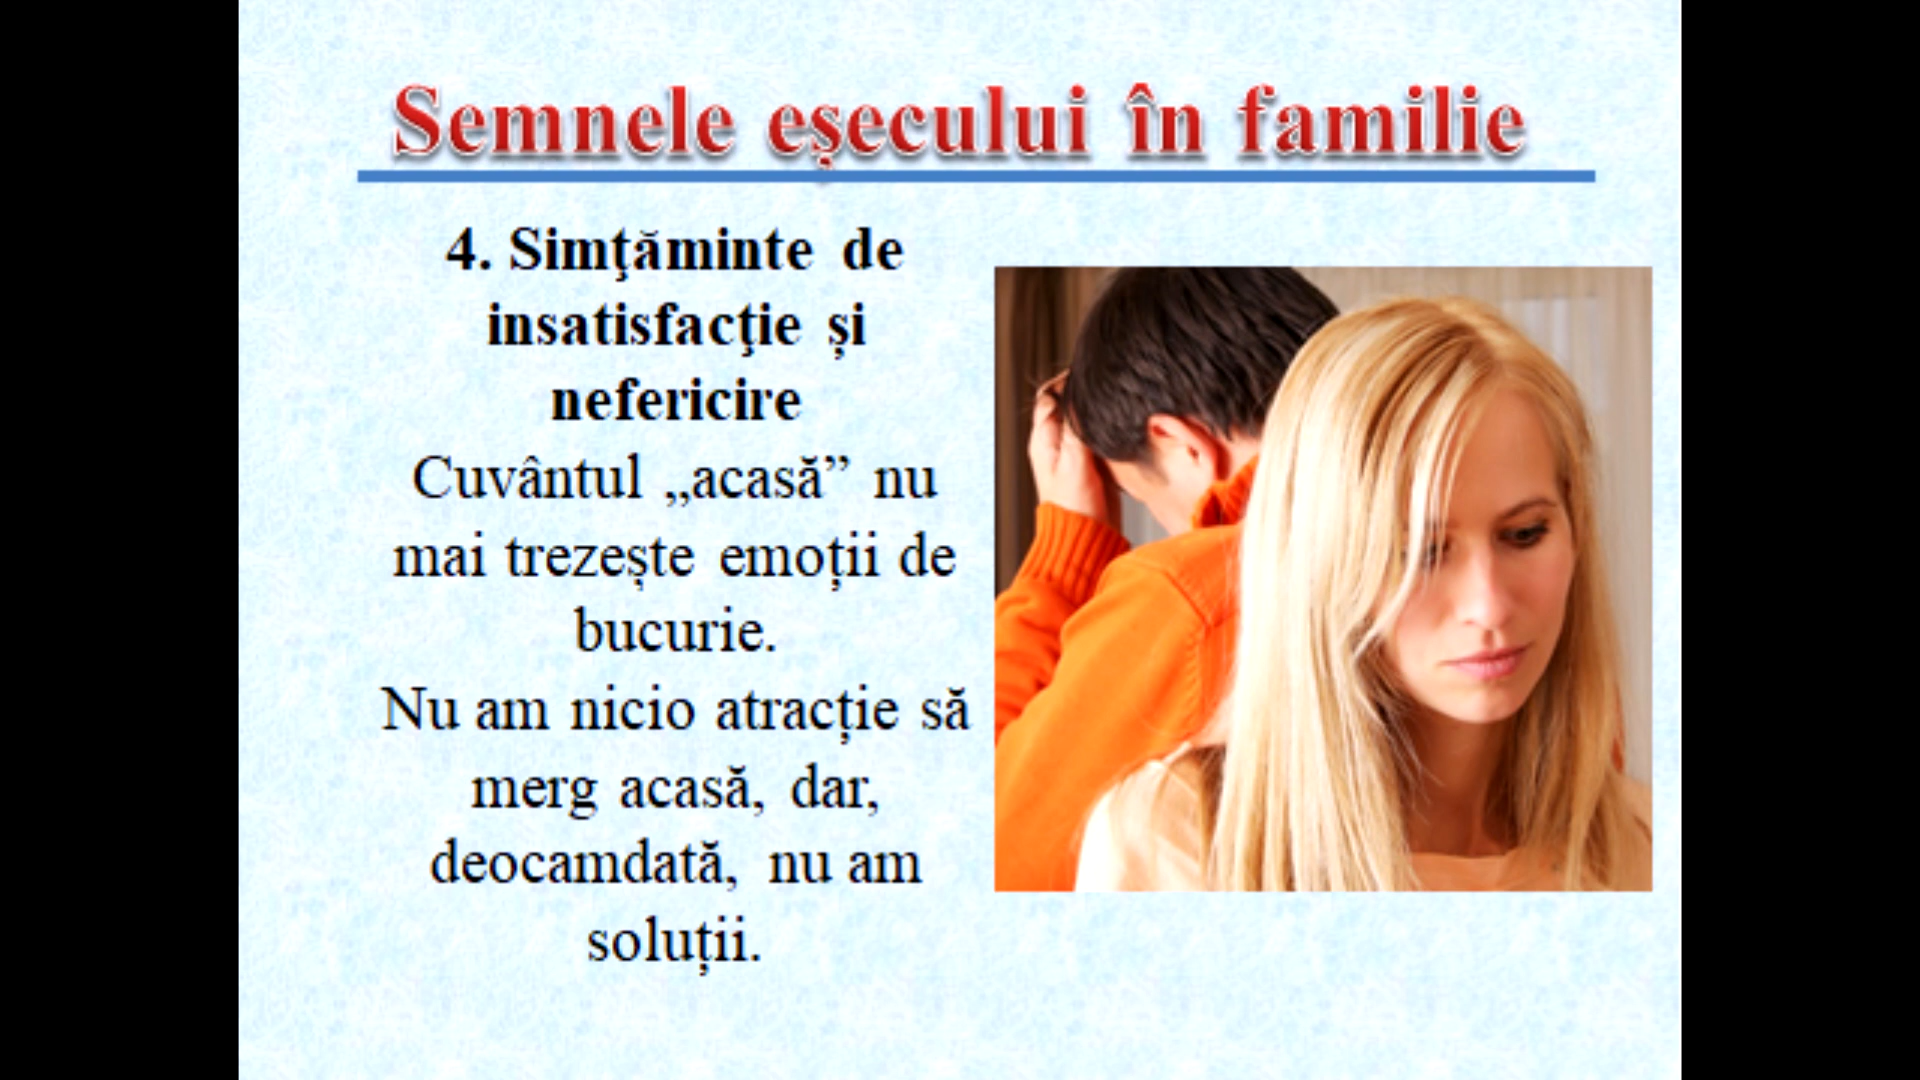 Semnele eșecului în familie
4. Simţăminte de
insatisfacţie și
nefericire
Cuvântul „acasă” nu
mai trezește emoții de
bucurie.
Nu am nicio atracție să
merg acasă, dar,
deocamdată, nu am
soluții.